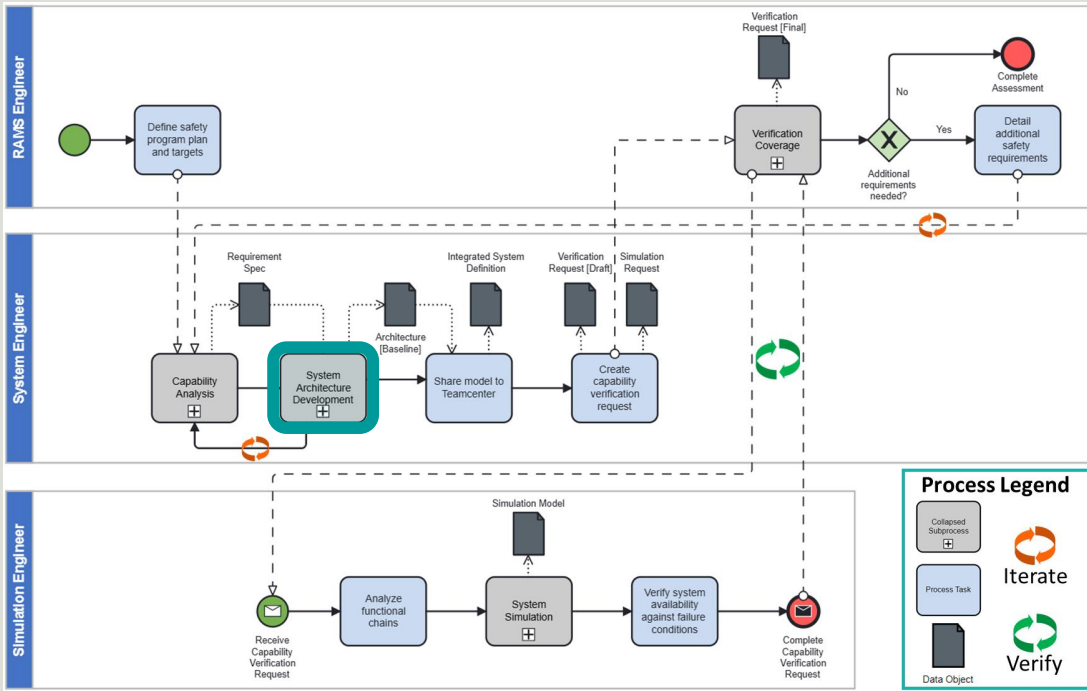 RAMS Engineer
Define safety
program plan
and targets
Verification
Request [Final]
Verification
Coverage
No
Yes
Additional
requirements
needed?
Complete
Assessment
Detail
additional
safety
requirements
System Engineer
Requirement
Spec
Architecture
[Baseline]
Integrated System
Definition
Verification
Request [Draft]
Simulation
Request
Capability
Analysis
System
Architecture
Development
Share model to
Teamcenter
Create
capability
verification
request
Simulation Engineer
Simulation Model
Receive
Capability
Verification
Request
Analyze
functional
chains
System
Simulation
Verify system
availability
against failure
conditions
Complete
Capability
Verification
Request
Process Legend
Collapsed
Subprocess
Iterate
Process Task
Verify
Data Object